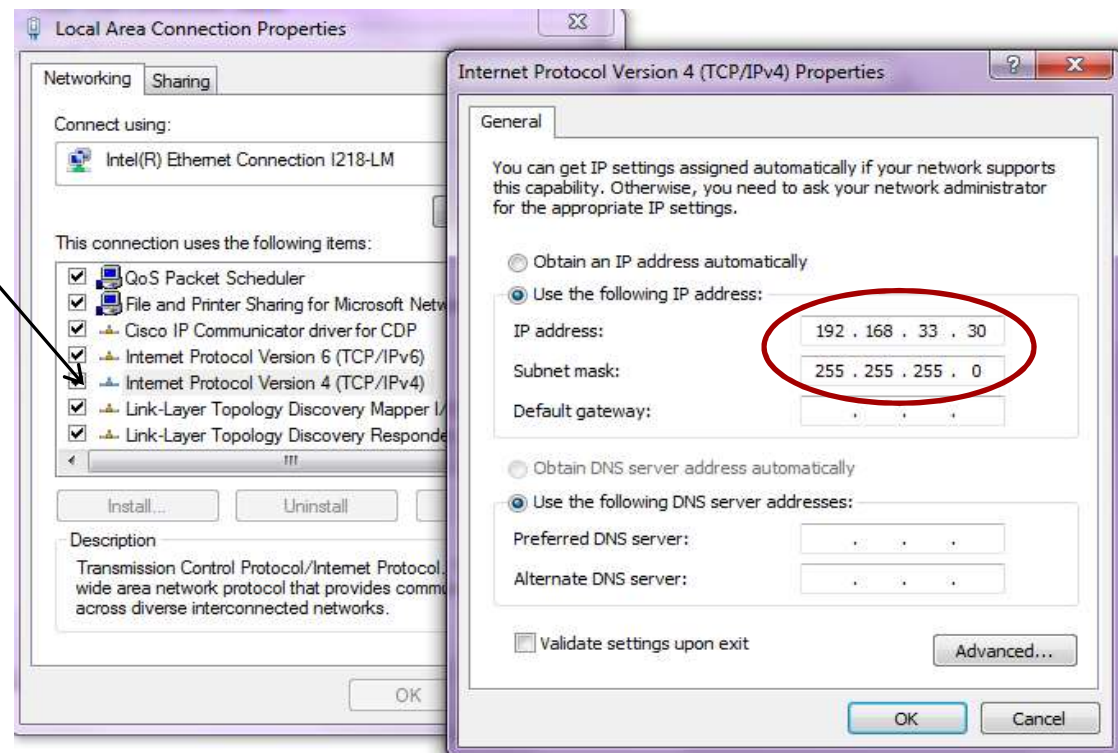 Local Area Connection Properties
Networking
Sharing
Connect using:
Intel(R) Ethernet Connection I218-LM
This connection uses the following items:
QoS Packet Scheduler
File and Printer Sharing for Microsoft Netw
Cisco IP Communicator driver for CDP
Internet Protocol Version 6 (TCP/IPv6)
Internet Protocol Version 4 (TCP/IPv4)
Link-Layer Topology Discovery Mapper I/
Link-Layer Topology Discovery Responde
Install...
Uninstall
Description
Transmission Control Protocol/Internet Protocol.
wide area network protocol that provides commu
across diverse interconnected networks.
OK
Internet Protocol Version 4 (TCP/IPv4) Properties
General
You can get IP settings assigned automatically if your network supports
this capability. Otherwise, you need to ask your network administrator
for the appropriate IP settings.
Obtain an IP address automatically
Use the following IP address:
IP address: 192 . 168 . 33 . 30
Subnet mask: 255 . 255 . 255 . 0
Default gateway: . . .
Obtain DNS server address automatically
Use the following DNS server addresses:
Preferred DNS server: . . .
Alternate DNS server: . . .
Validate settings upon exit
Advanced...
OK
Cancel